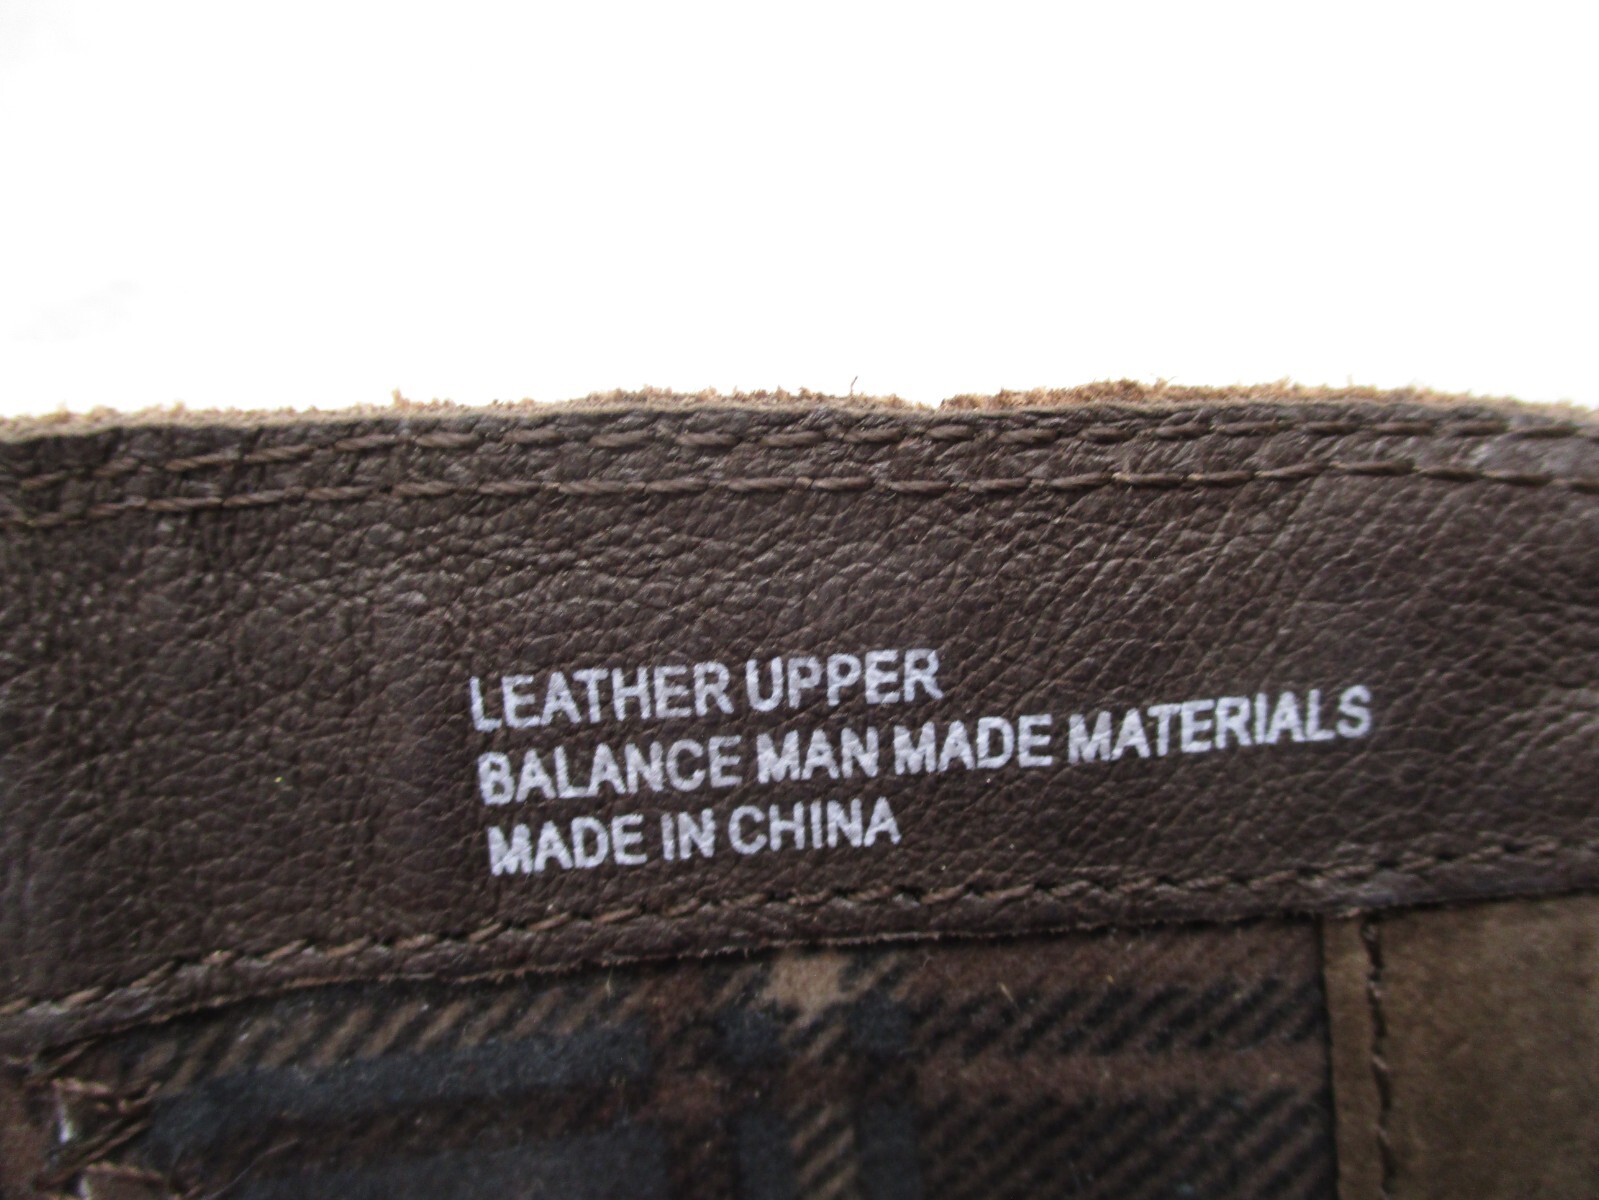 LEATHER UPPER
BALANCE MAN MADE MATERIALS
MADE IN CHINA